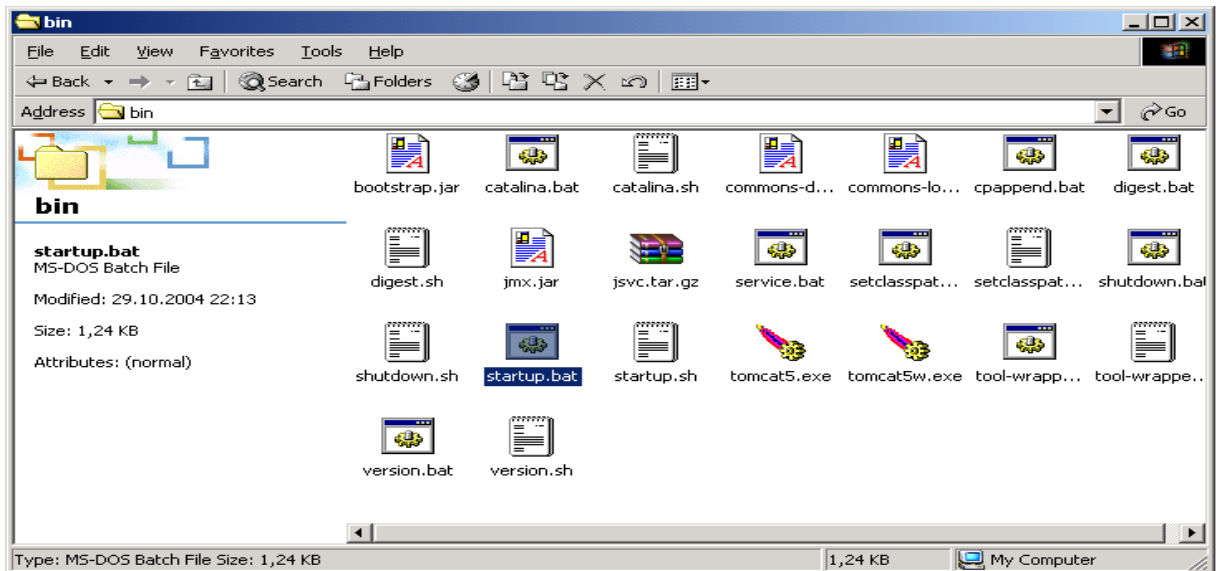 bin
File Edit View Favorites Tools Help
Back Search Folders
Address bin Go
bootstrap.jar catalina.bat catalina.sh commons-d... commons-lo... cpappend.bat digest.bat
bin
startup.bat
MS-DOS Batch File
Modified: 29.10.2004 22:13
Size: 1,24 KB
Attributes: (normal)
digest.sh jmx.jar jsvc.tar.gz service.bat setclasspat... setclasspat... shutdown.bat
shutdown.sh startup.bat startup.sh tomcat5.exe tomcat5w.exe tool-wrapp... tool-wrappe..
version.bat version.sh
Type: MS-DOS Batch File Size: 1,24 KB 1,24 KB My Computer